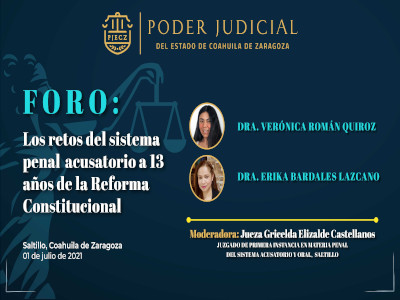 PJECZ
PODER JUDICIAL
DEL ESTADO DE COAHUILA DE ZARAGOZA
FORO:
Los retos del sistema
penal acusatorio a 13
años de la Reforma
Constitucional
Saltillo, Coahuila de Zaragoza
01 de julio de 2021
DRA. VERÓNICA ROMÁN QUIROZ
DRA. ERIKA BARDALES LAZCANO
Moderadora: Jueza Gricelda Elizalde Castellanos
JUZGADO DE PRIMERA INSTANCIA EN MATERIA PENAL
DEL SISTEMA ACUSATORIO Y ORAL, SALTILLO